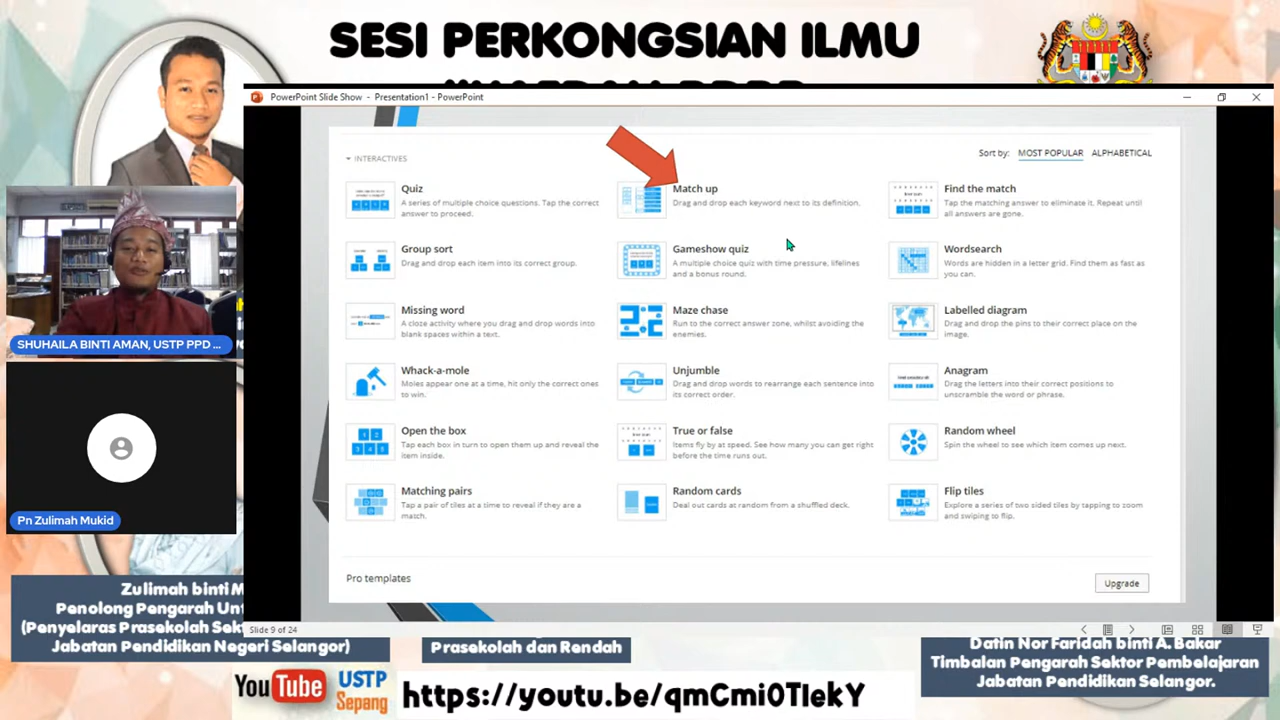 SESI PERKONGSIAN ILMU
PowerPoint Slide Show - Presentation1 - PowerPoint
INTERACTIVES
Sort by: MOST POPULAR ALPHABETICAL
Quiz
A series of multiple choice questions. Tap the correct
answer to proceed.
Match up
Drag and drop each keyword next to its definition.
Find the match
Tap the matching answer to eliminate it. Repeat until
all answers are gone.
Group sort
Drag and drop each item into its correct group.
Gameshow quiz
A multiple choice quiz with time pressure, lifelines
and a bonus round.
Wordsearch
Words are hidden in a letter grid. Find them as fast as
you can.
Missing word
A cloze activity where you drag and drop words into
blank spaces within a text.
Maze chase
Run to the correct answer zone, whilst avoiding the
enemies.
Labelled diagram
Drag and drop the pins to their correct place on the
image.
Whack-a-mole
Moles appear one at a time, hit only the correct ones
to win.
Unjumble
Drag and drop words to rearrange each sentence into
its correct order.
Anagram
Drag the letters into their correct positions to
unscramble the word or phrase.
Open the box
Tap each box in turn to open them up and reveal the
item inside.
True or false
Items fly by at speed. See how many you can get right
before the time runs out.
Random wheel
Spin the wheel to see which item comes up next.
Matching pairs
Tap a pair of tiles at a time to reveal if they are a
match.
Random cards
Deal out cards at random from a shuffled deck.
Flip tiles
Explore a series of two sided tiles by tapping to zoom
and swiping to flip.
Pro templates
Upgrade
Slide 9 of 24
SHUHAILA BINTI AMAN, USTP PPD ...
Pn Zulimah Mukid
Zulimah binti M
Penolong Pengarah Un
(Penyelaras Prasekolah Sek
Jabatan Pendidikan Negeri Selangor)
Prasekolah dan Rendah
Datin Nor Faridah binti A. Bakar
Timbalan Pengarah Sektor Pembelajaran
Jabatan Pendidikan Selangor.
YouTube
USTP
Sepang
https://youtu.be/qmCmi0TIekY